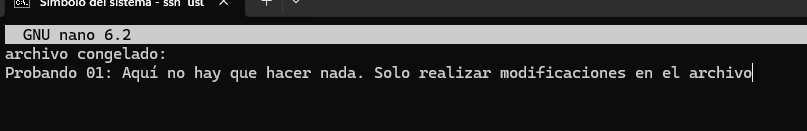 Símbolo del sistema - ssh
GNU nano 6.2
archivo congelado:
Probando 01: Aquí no hay que hacer nada. Solo realizar modificaciones en el archivo